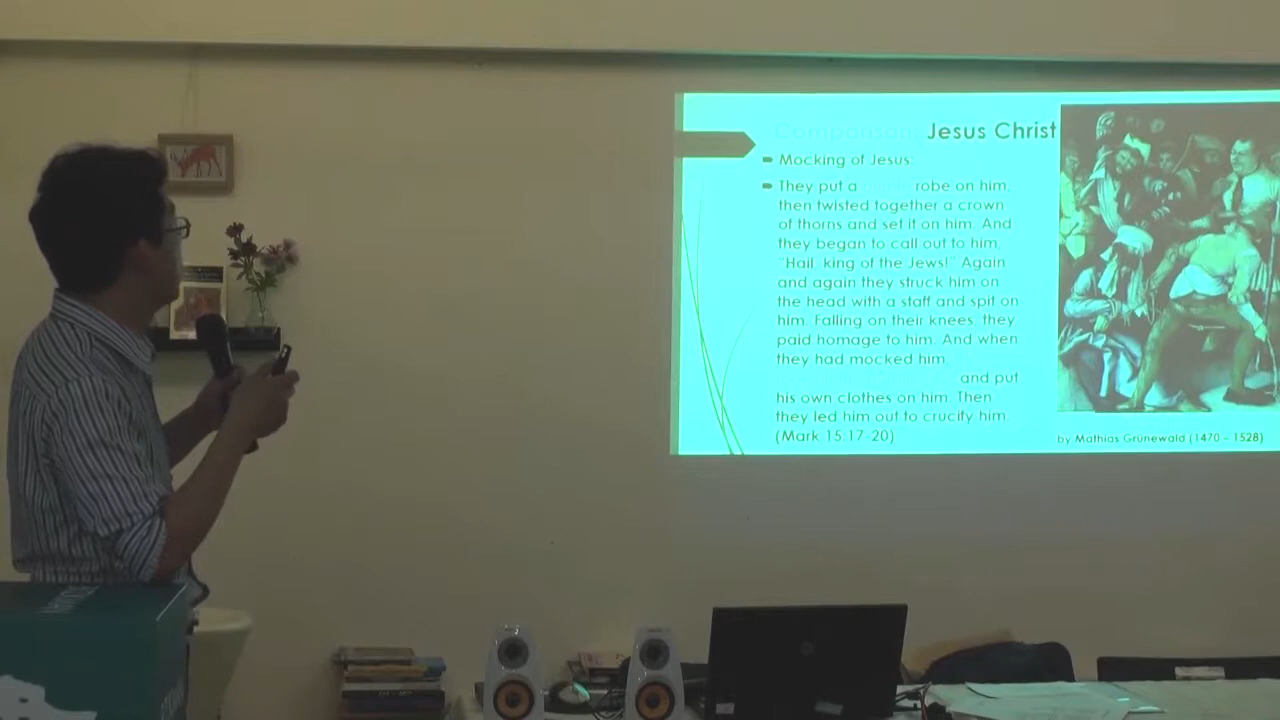 Comparison: Jesus Christ
Mocking of Jesus:
They put a robe on him,
then twisted together a crown
of thorns and set it on him. And
they began to call out to him,
"Hail, king of the Jews!" Again
and again they struck him on
the head with a staff and spit on
him. Falling on their knees, they
paid homage to him. And when
they had mocked him,
and put
his own clothes on him. Then
they led him out to crucify him.
(Mark 15:17-20)
by Mathias Grunewald (1470 – 1528)